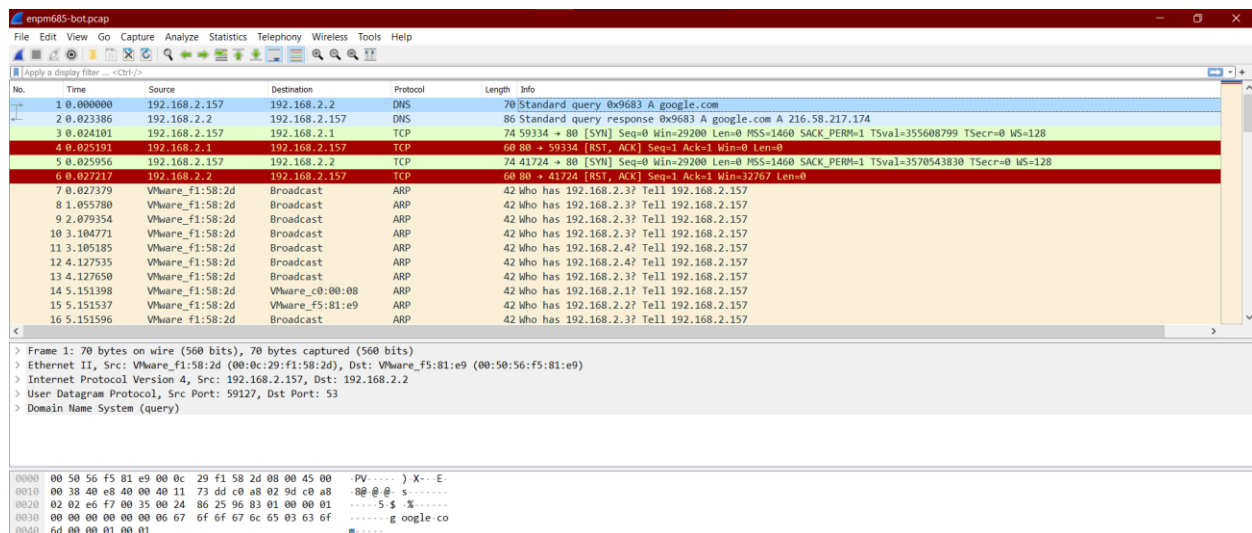 enpm685-bot.pcap
File Edit View Go Capture Analyze Statistics Telephony Wireless Tools Help
Apply a display filter ... <Ctrl-/>
No. Time Source Destination Protocol Length Info
1 0.000000 192.168.2.157 192.168.2.2 DNS 70 Standard query 0x9683 A google.com
2 0.023386 192.168.2.2 192.168.2.157 DNS 86 Standard query response 0x9683 A google.com A 216.58.217.174
3 0.024101 192.168.2.157 192.168.2.1 TCP 74 59334 → 80 [SYN] Seq=0 Win=29200 Len=0 MSS=1460 SACK_PERM=1 TSval=355608799 TSecr=0 WS=128
4 0.025191 192.168.2.1 192.168.2.157 TCP 60 80 → 59334 [RST, ACK] Seq=1 Ack=1 Win=0 Len=0
5 0.025956 192.168.2.157 192.168.2.2 TCP 74 41724 → 80 [SYN] Seq=0 Win=29200 Len=0 MSS=1460 SACK_PERM=1 TSval=3570543830 TSecr=0 WS=128
6 0.027217 192.168.2.2 192.168.2.157 TCP 60 80 → 41724 [RST, ACK] Seq=1 Ack=1 Win=32767 Len=0
7 0.027379 VMware_f1:58:2d Broadcast ARP 42 Who has 192.168.2.3? Tell 192.168.2.157
8 1.055780 VMware_f1:58:2d Broadcast ARP 42 Who has 192.168.2.3? Tell 192.168.2.157
9 2.079354 VMware_f1:58:2d Broadcast ARP 42 Who has 192.168.2.3? Tell 192.168.2.157
10 3.104771 VMware_f1:58:2d Broadcast ARP 42 Who has 192.168.2.3? Tell 192.168.2.157
11 3.105185 VMware_f1:58:2d Broadcast ARP 42 Who has 192.168.2.4? Tell 192.168.2.157
12 4.127535 VMware_f1:58:2d Broadcast ARP 42 Who has 192.168.2.4? Tell 192.168.2.157
13 4.127650 VMware_f1:58:2d Broadcast ARP 42 Who has 192.168.2.3? Tell 192.168.2.157
14 5.151398 VMware_f1:58:2d VMware_c0:00:08 ARP 42 Who has 192.168.2.1? Tell 192.168.2.157
15 5.151537 VMware_f1:58:2d VMware_f5:81:e9 ARP 42 Who has 192.168.2.2? Tell 192.168.2.157
16 5.151596 VMware_f1:58:2d Broadcast ARP 42 Who has 192.168.2.3? Tell 192.168.2.157
> Frame 1: 70 bytes on wire (560 bits), 70 bytes captured (560 bits)
> Ethernet II, Src: VMware_f1:58:2d (00:0c:29:f1:58:2d), Dst: VMware_f5:81:e9 (00:50:56:f5:81:e9)
> Internet Protocol Version 4, Src: 192.168.2.157, Dst: 192.168.2.2
> User Datagram Protocol, Src Port: 59127, Dst Port: 53
> Domain Name System (query)
0000 00 50 56 f5 81 e9 00 0c 29 f1 58 2d 08 00 45 00 ·PV····· )·X-··E·
0010 00 38 40 e8 40 00 40 11 73 dd c0 a8 02 9d c0 a8 ·8@·@·@· s·······
0020 02 02 e6 f7 00 35 00 24 86 25 96 83 01 00 00 01 ·····5·$ ·%······
0030 00 00 00 00 00 00 06 67 6f 6f 67 6c 65 03 63 6f ·······g oogle·co
0040 6d 00 00 01 00 01 m·····